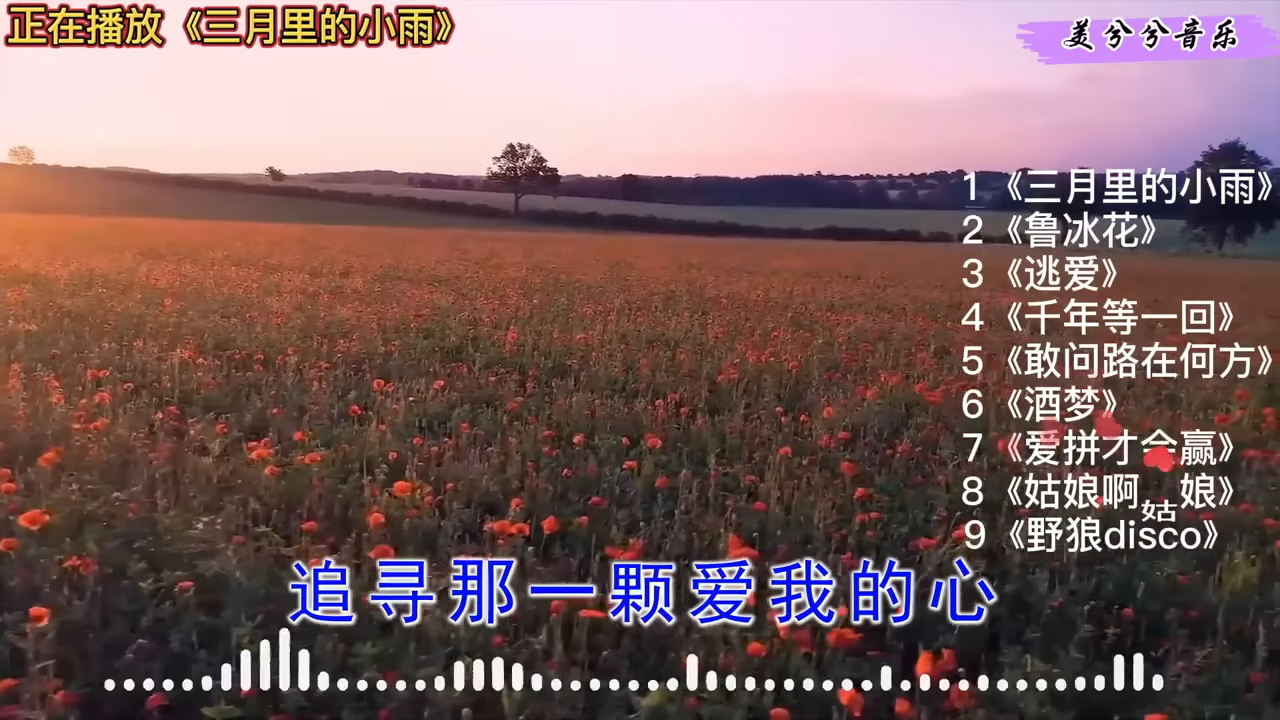 正在播放《三月里的小雨》
美兮兮音乐
1《三月里的小雨》
2《鲁冰花》
3《逃爱》
4《千年等一回》
5《敢问路在何方》
6《酒梦》
7《爱拼才会赢》
8《姑娘啊姑娘》
9《野狼disco》
追寻那一颗爱我的心